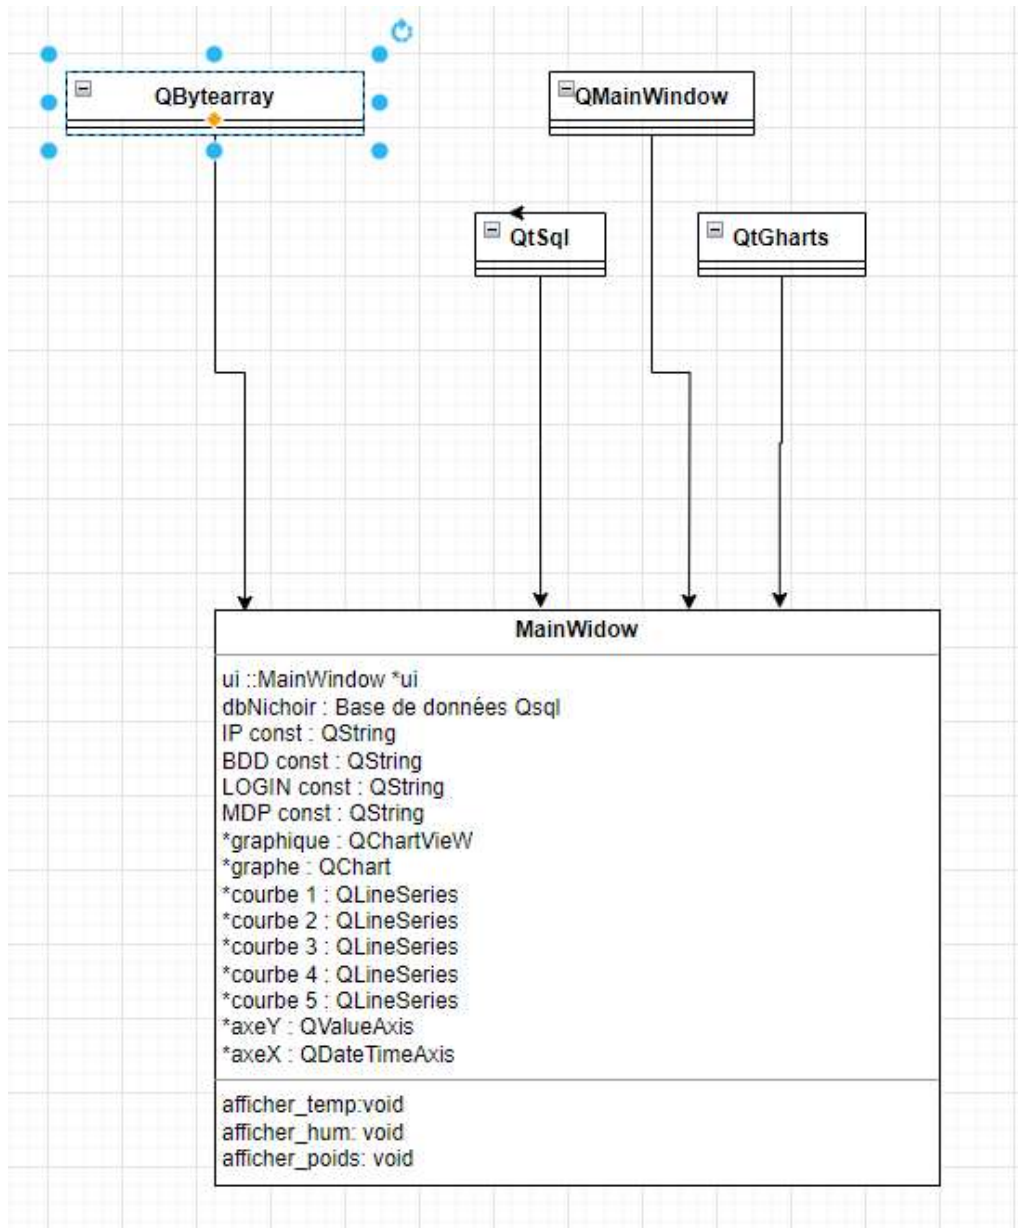 QBytearray
QMainWindow
QtSql
QtGharts
MainWidow
ui ::MainWindow *ui
dbNichoir : Base de données Qsql
IP const : QString
BDD const : QString
LOGIN const : QString
MDP const : QString
*graphique : QChartVieW
*graphe : QChart
*courbe 1 : QLineSeries
*courbe 2 : QLineSeries
*courbe 3 : QLineSeries
*courbe 4 : QLineSeries
*courbe 5 : QLineSeries
*axeY : QValueAxis
*axeX : QDateTimeAxis
afficher_temp:void
afficher_hum: void
afficher_poids: void